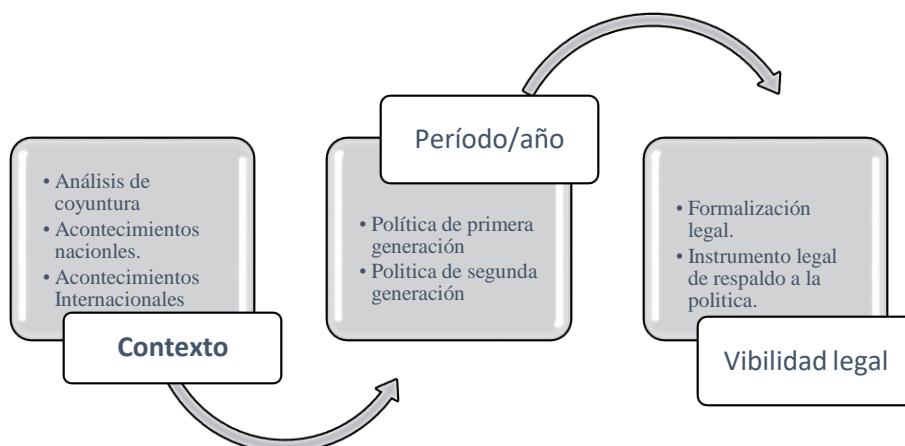 • Análisis de
coyuntura
• Acontecimientos
nacionles.
• Acontecimientos
Internacionales
Contexto
Período/año
• Política de primera
generación
• Politica de segunda
generación
• Formalización
legal.
• Instrumento legal
de respaldo a la
politica.
Vibilidad legal